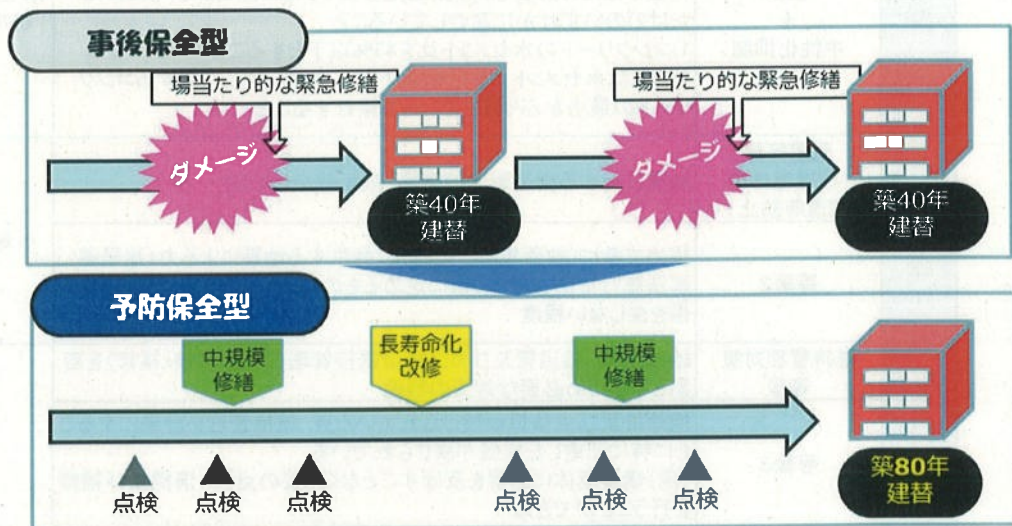 事後保全型
場当たり的な緊急修繕
場当たり的な緊急修繕
ダメージ
ダメージ
築40年
建替
築40年
建替
予防保全型
中規模
修繕
長寿命化
改修
中規模
修繕
点検
点検
点検
点検
点検
点検
築80年
建替